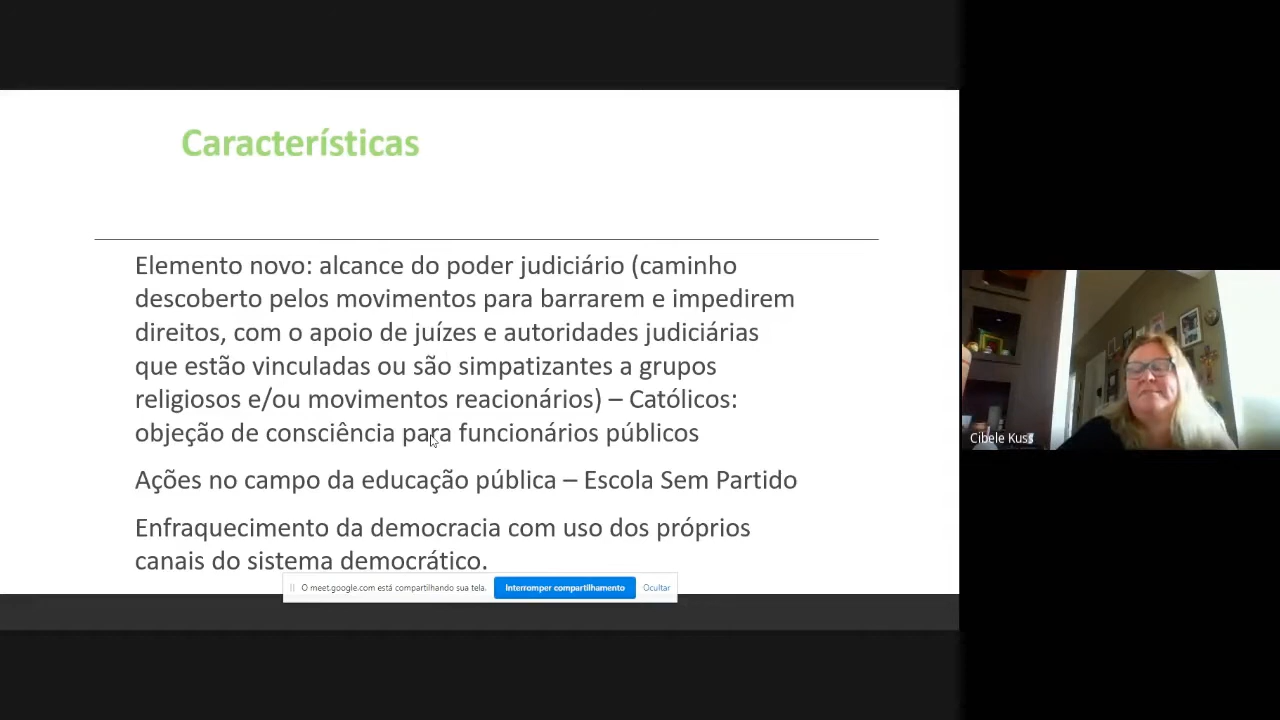 Características
Elemento novo: alcance do poder judiciário (caminho
descoberto pelos movimentos para barrarem e impedirem
direitos, com o apoio de juízes e autoridades judiciárias
que estão vinculadas ou são simpatizantes a grupos
religiosos e/ou movimentos reacionários) – Católicos:
objeção de consciência para funcionários públicos
Ações no campo da educação pública – Escola Sem Partido
Enfraquecimento da democracia com uso dos próprios
canais do sistema democrático.
O meet.google.com está compartilhando sua tela.
Interromper compartilhamento
Ocultar
Cibele Kuss